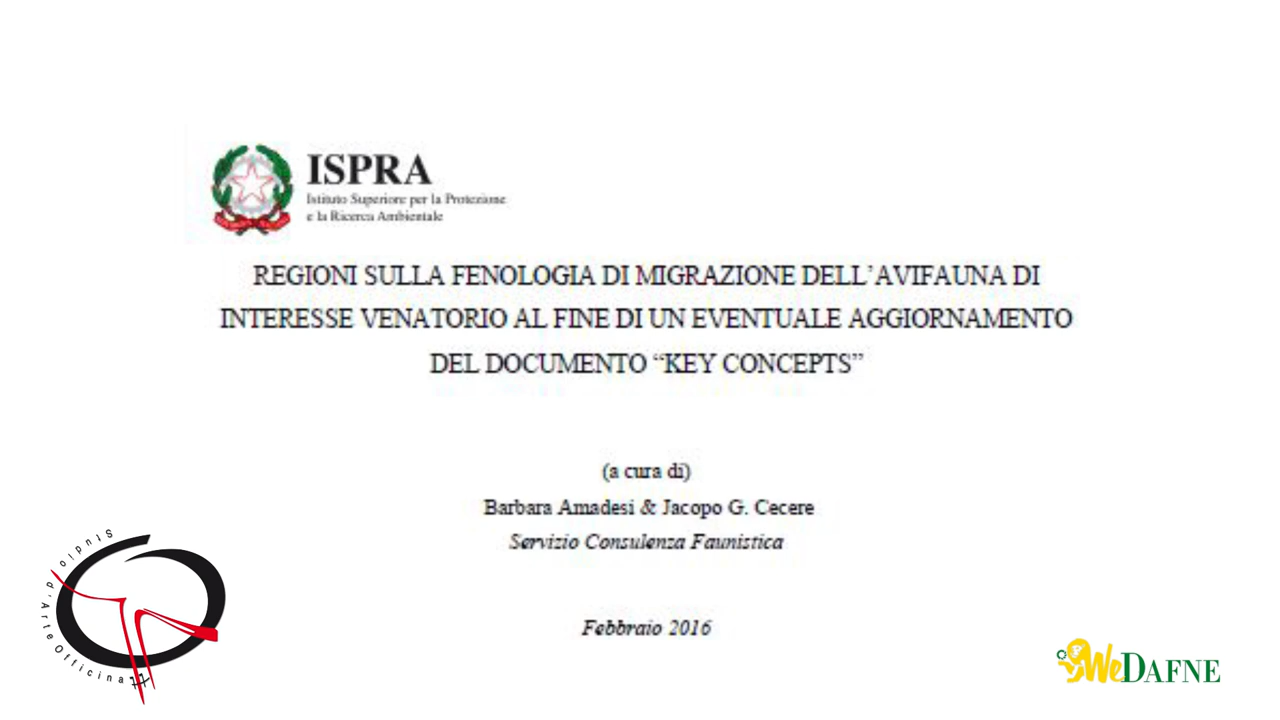 ISPRA
Istituto Superiore per la Protezione
e la Ricerca Ambientale
REGIONI SULLA FENOLOGIA DI MIGRAZIONE DELL’AVIFAUNA DI
INTERESSE VENATORIO AL FINE DI UN EVENTUALE AGGIORNAMENTO
DEL DOCUMENTO “KEY CONCEPTS”
(a cura di)
Barbara Amadesi & Jacopo G. Cecere
Servizio Consulenza Faunistica
Febbraio 2016
Studio d'Arte Officina
WeDAFNE